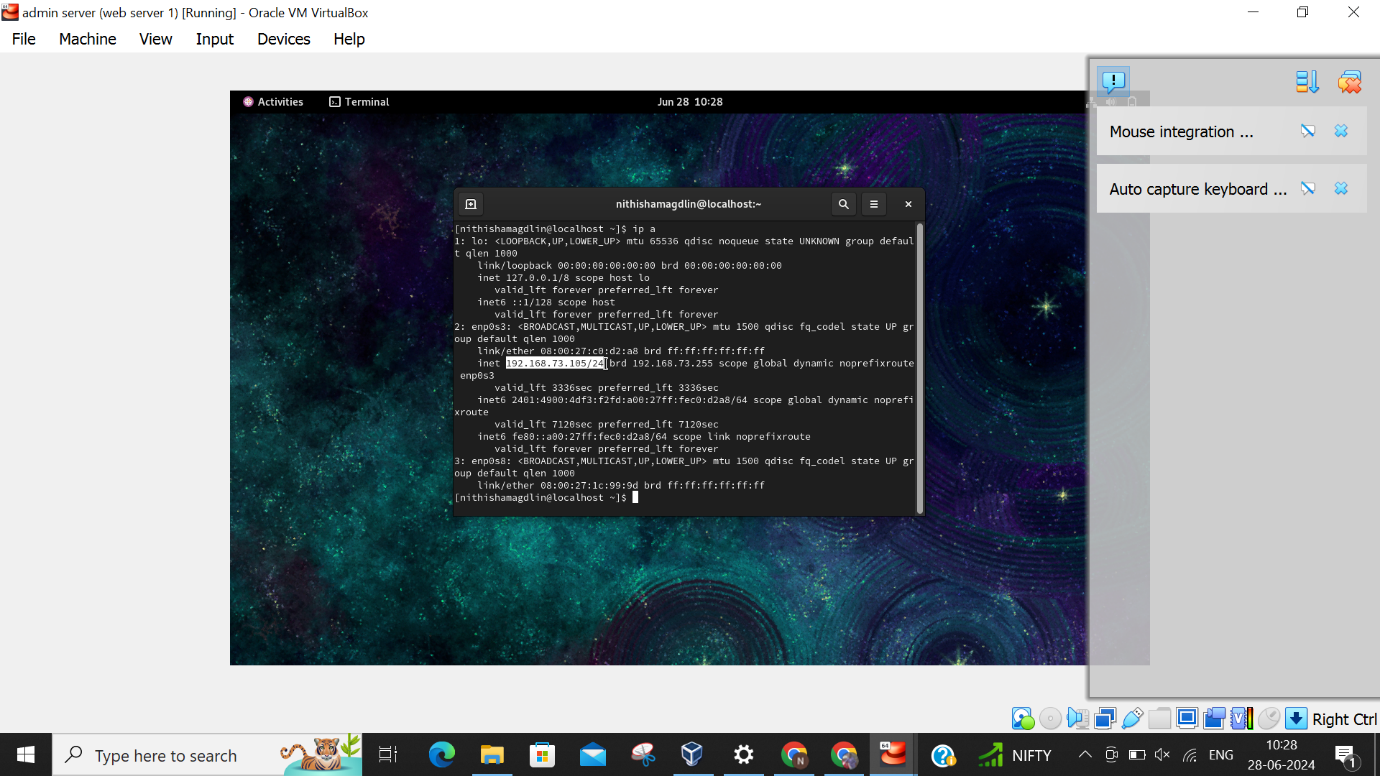 admin server (web server 1) [Running] - Oracle VM VirtualBox
File Machine View Input Devices Help
Activities Terminal Jun 28 10:28
Mouse integration ...
Auto capture keyboard ...
nithishamagdlin@localhost:~
[nithishamagdlin@localhost ~]$ ip a
1: lo: <LOOPBACK,UP,LOWER_UP> mtu 65536 qdisc noqueue state UNKNOWN group defaul
t qlen 1000
link/loopback 00:00:00:00:00:00 brd 00:00:00:00:00:00
inet 127.0.0.1/8 scope host lo
valid_lft forever preferred_lft forever
inet6 ::1/128 scope host
valid_lft forever preferred_lft forever
2: enp0s3: <BROADCAST,MULTICAST,UP,LOWER_UP> mtu 1500 qdisc fq_codel state UP gr
oup default qlen 1000
link/ether 08:00:27:c0:d2:a8 brd ff:ff:ff:ff:ff:ff
inet 192.168.73.105/24 brd 192.168.73.255 scope global dynamic noprefixroute
enp0s3
valid_lft 3336sec preferred_lft 3336sec
inet6 2401:4900:4df3:f2fd:a00:27ff:fec0:d2a8/64 scope global dynamic noprefi
xroute
valid_lft 7120sec preferred_lft 7120sec
inet6 fe80::a00:27ff:fec0:d2a8/64 scope link noprefixroute
valid_lft forever preferred_lft forever
3: enp0s8: <BROADCAST,MULTICAST,UP,LOWER_UP> mtu 1500 qdisc fq_codel state UP gr
oup default qlen 1000
link/ether 08:00:27:1c:99:9d brd ff:ff:ff:ff:ff:ff
[nithishamagdlin@localhost ~]$
Right Ctrl
Type here to search
NIFTY
ENG
10:28
28-06-2024
1